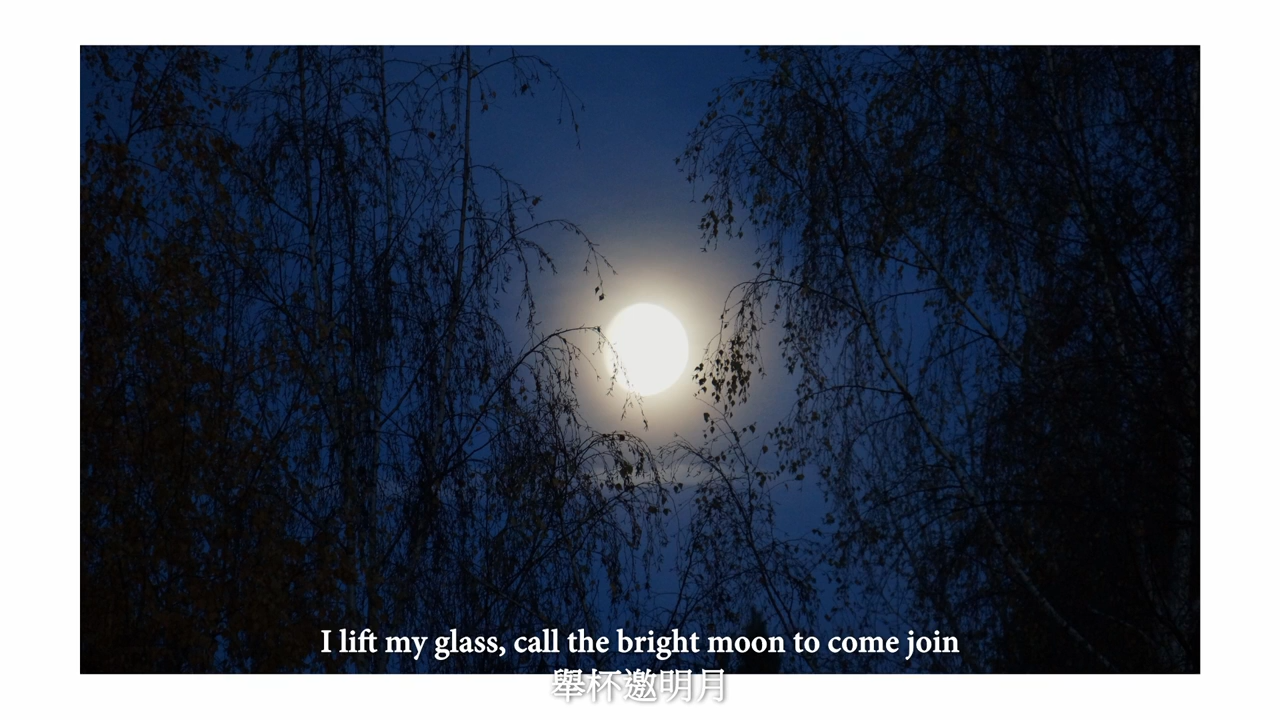 I lift my glass, call the bright moon to come join
舉杯邀明月